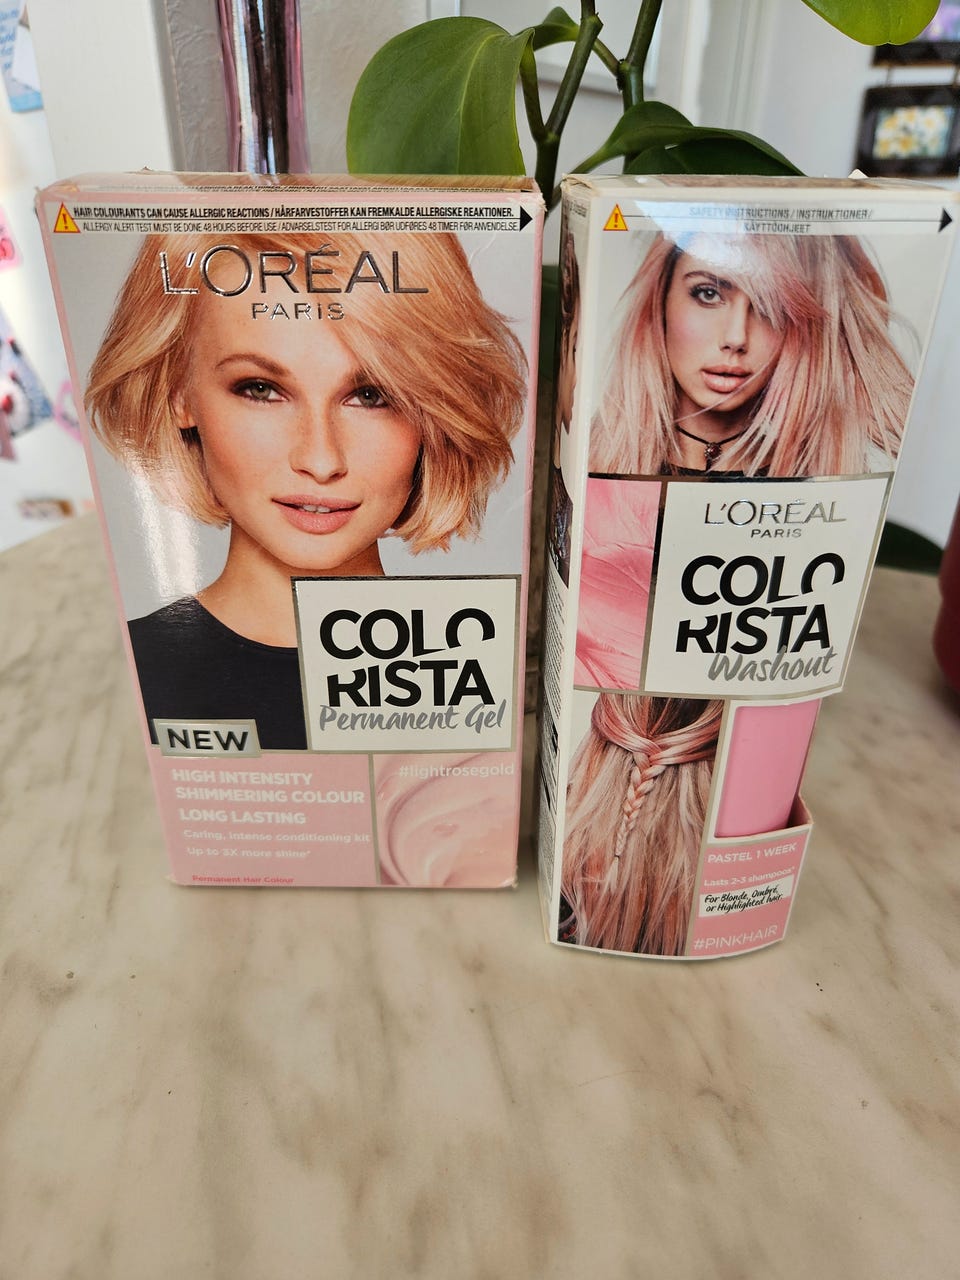 HAIR COLOURANTS CAN CAUSE ALLERGIC REACTIONS / HÅRFARVESTOFFER KAN FREMKALDE ALLERGISKE REAKTIONER.
ALLERGY ALERT TEST MUST BE DONE 48 HOURS BEFORE USE / ADVARSELSTEST FOR ALLERGI BØR UDFØRES 48 TIMER FØR ANVENDELSE.
L'ORÉAL
PARIS
COLO
RISTA
Permanent Gel
NEW
HIGH INTENSITY
SHIMMERING COLOUR
LONG LASTING
Caring, intense conditioning kit
Up to 3X more shine*
Permanent Hair Colour
#lightrosegold
SAFETY INSTRUCTIONS / INSTRUKTIONER /
KÄYTTÖOHJEET
L'ORÉAL
PARIS
COLO
RISTA
Washout
PASTEL 1 WEEK
Lasts 2-3 shampoos*
For Blonde, Ombré,
or Highlighted hair.
#PINKHAIR